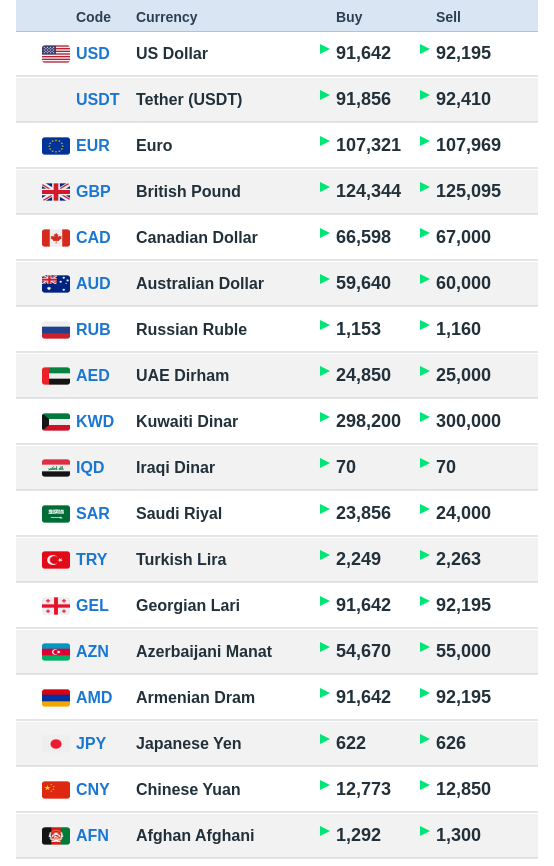 Code Currency Buy Sell
USD US Dollar 91,642 92,195
USDT Tether (USDT) 91,856 92,410
EUR Euro 107,321 107,969
GBP British Pound 124,344 125,095
CAD Canadian Dollar 66,598 67,000
AUD Australian Dollar 59,640 60,000
RUB Russian Ruble 1,153 1,160
AED UAE Dirham 24,850 25,000
KWD Kuwaiti Dinar 298,200 300,000
IQD Iraqi Dinar 70 70
SAR Saudi Riyal 23,856 24,000
TRY Turkish Lira 2,249 2,263
GEL Georgian Lari 91,642 92,195
AZN Azerbaijani Manat 54,670 55,000
AMD Armenian Dram 91,642 92,195
JPY Japanese Yen 622 626
CNY Chinese Yuan 12,773 12,850
AFN Afghan Afghani 1,292 1,300